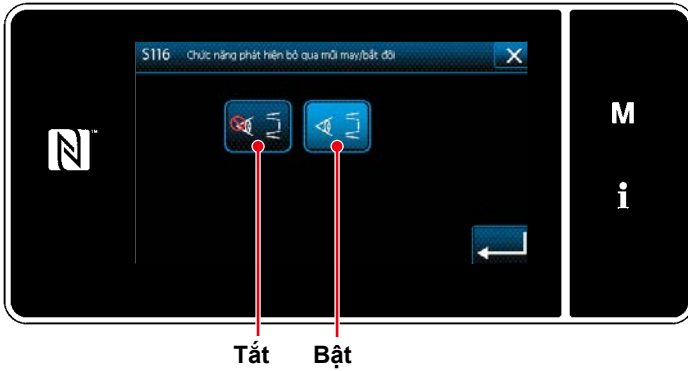 S116 Chức năng phát hiện bỏ qua mũi may/bắt đôi
M
i
Tắt Bật